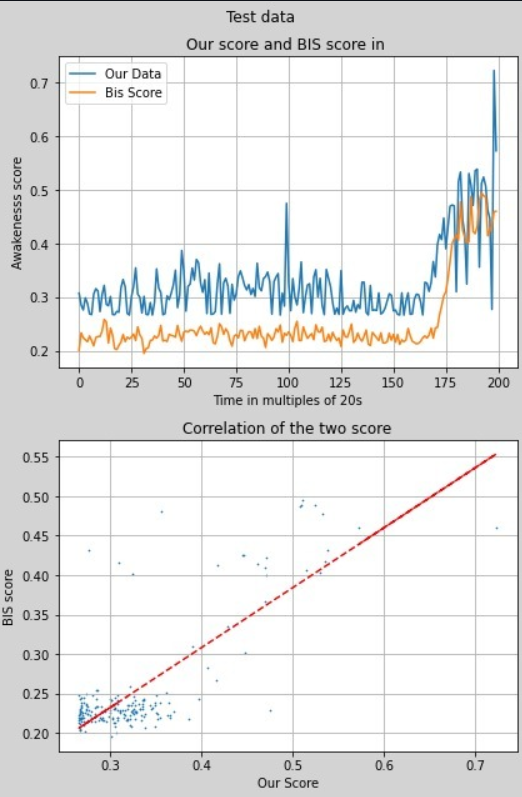 Test data
Our score and BIS score in
Our Data
Bis Score
0.7
0.6
0.5
0.4
0.3
0.2
Awakenesss score
0 25 50 75 100 125 150 175 200
Time in multiples of 20s
Correlation of the two score
0.55
0.50
0.45
0.40
0.35
0.30
0.25
0.20
BIS score
0.3 0.4 0.5 0.6 0.7
Our Score